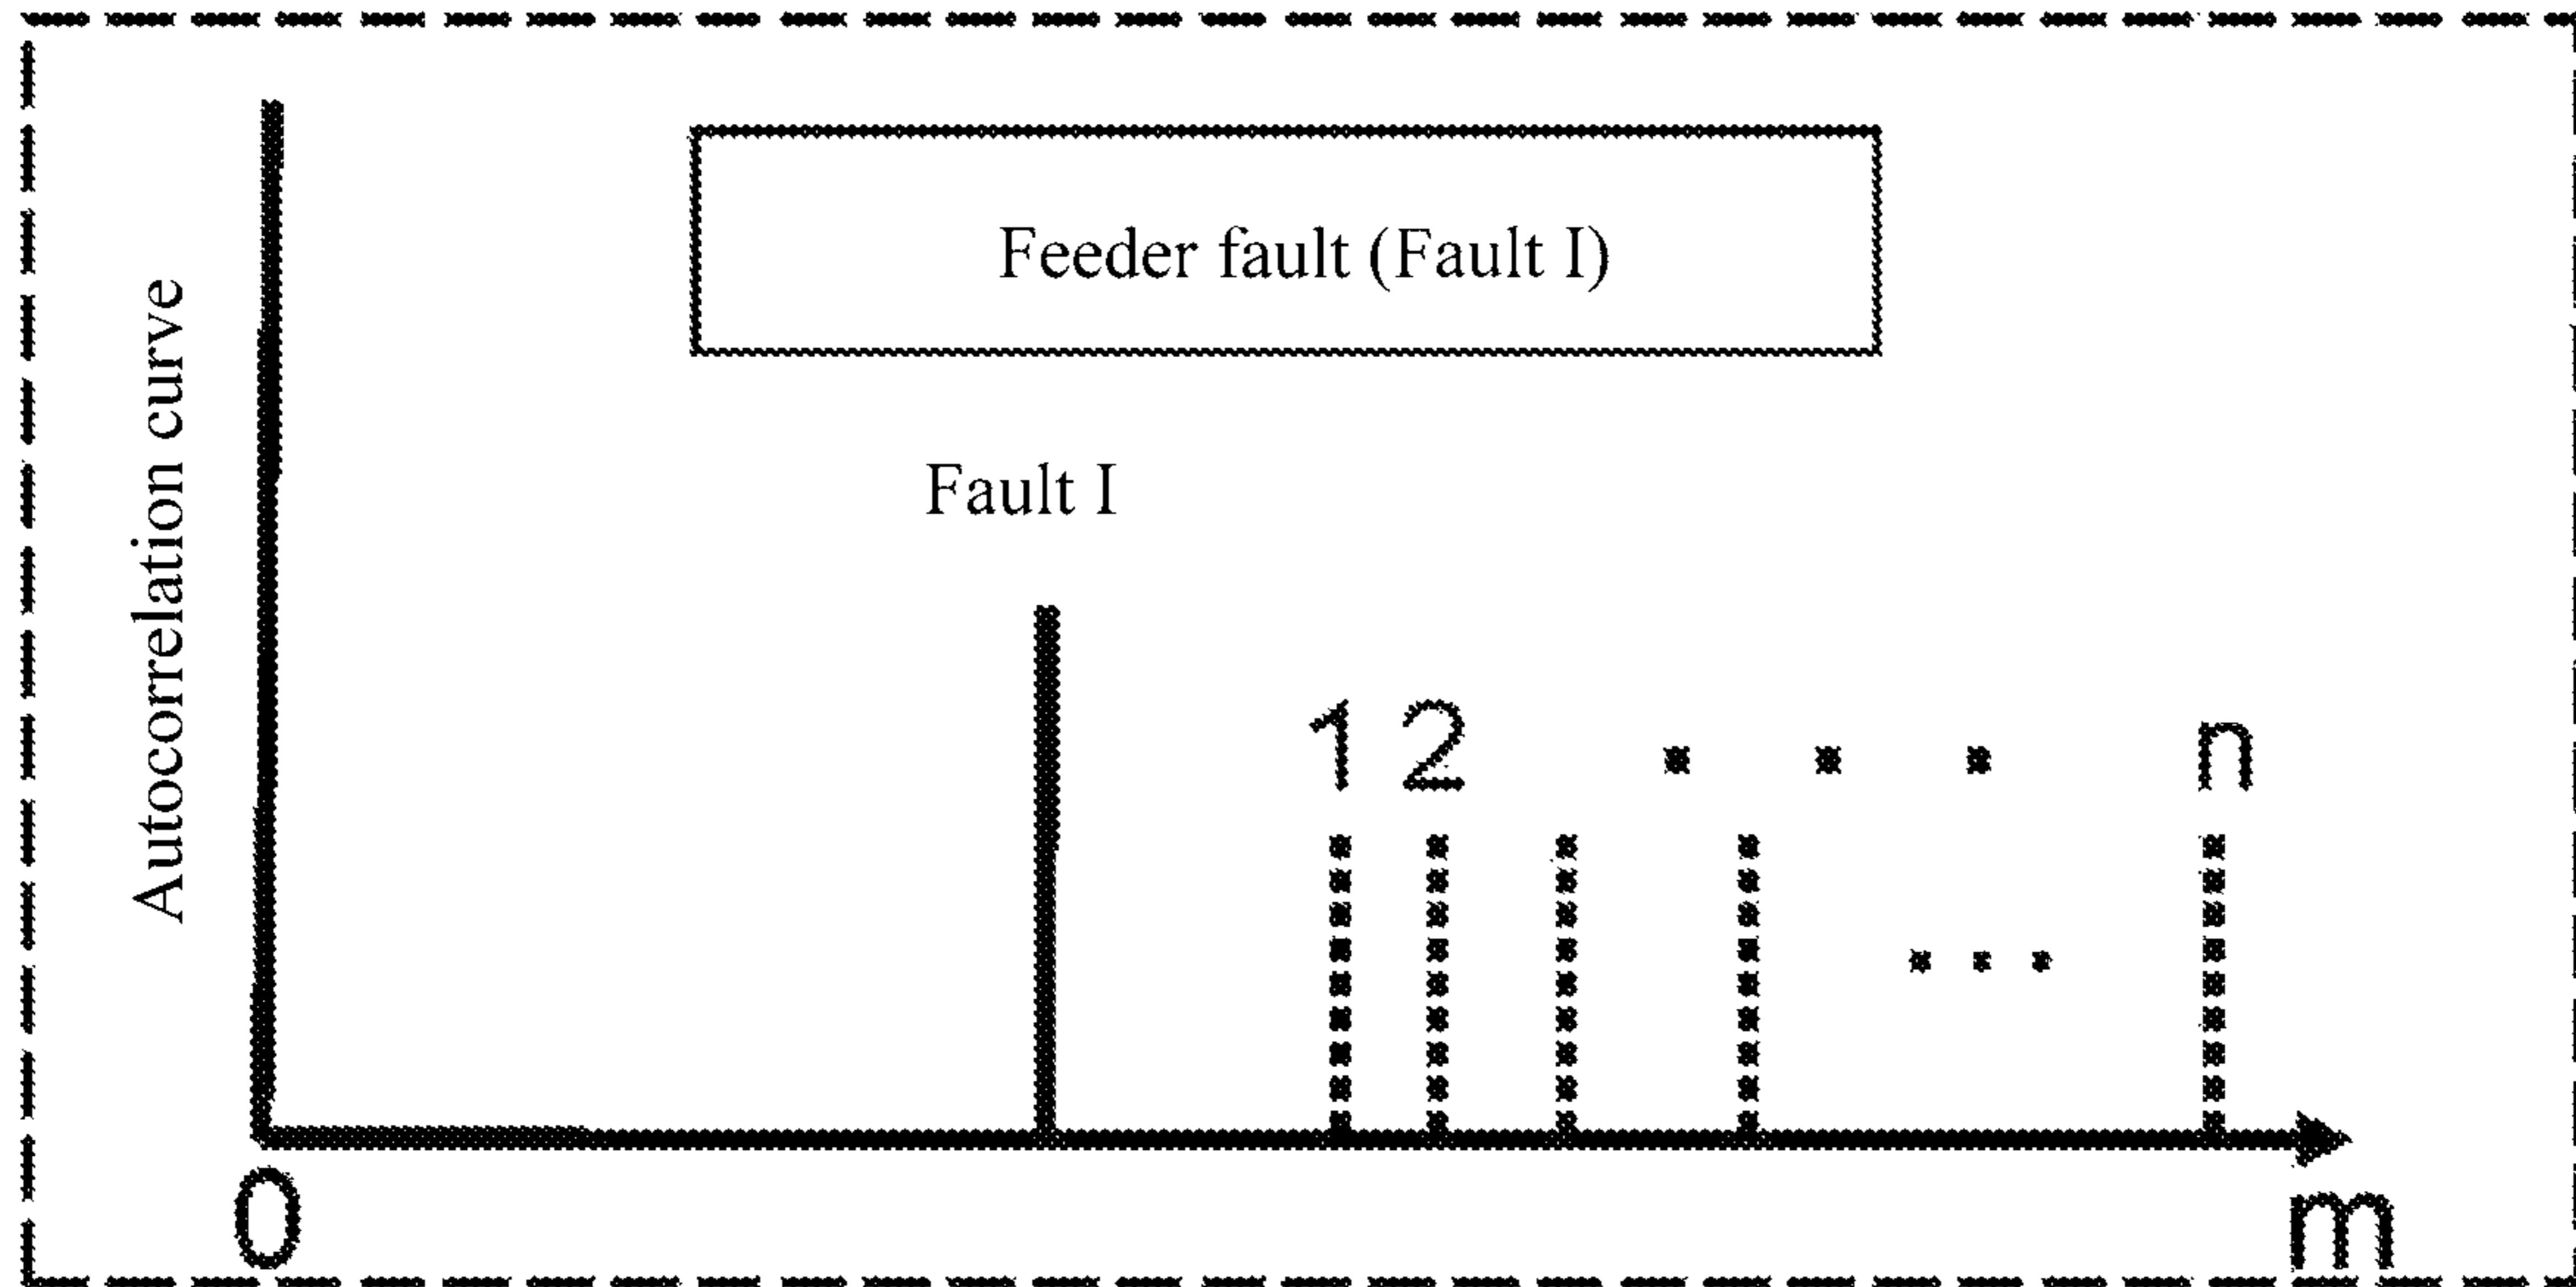 Autocorrelation curve
Feeder fault (Fault I)
Fault I
1 2 . . . n
. . .
0
m